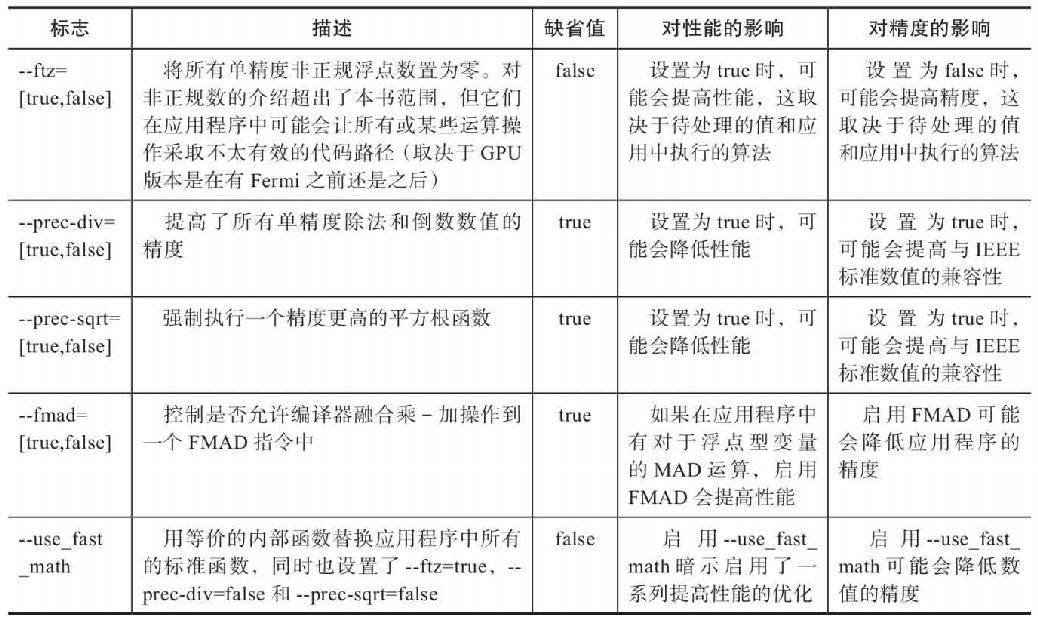 标志 描述 缺省值 对性能的影响 对精度的影响
--ftz=
[true,false]
将所有单精度非正规浮点数置为零。对
非正规数的介绍超出了本书范围，但它们
在应用程序中可能会让所有或某些运算操
作采取不太有效的代码路径（取决于 GPU
版本是在有 Fermi 之前还是之后）
false
设置为 true 时，可
能会提高性能，这取
决于待处理的值和应
用中执行的算法
设置为 false 时，
可能会提高精度，这
取决于待处理的值
和应用中执行的算法
--prec-div=
[true,false]
提高了所有单精度除法和倒数数值的
精度
true
设置为 true 时，可
能会降低性能
设置为 true 时，
可能会提高与 IEEE
标准数值的兼容性
--prec-sqrt=
[true,false]
强制执行一个精度更高的平方根函数
true
设置为 true 时，可
能会降低性能
设置为 true 时，
可能会提高与 IEEE
标准数值的兼容性
--fmad=
[true,false]
控制是否允许编译器融合乘－加操作到
一个 FMAD 指令中
true
如果在应用程序中
有对于浮点型变量
的 MAD 运算，启用
FMAD 会提高性能
启用 FMAD 可能
会降低应用程序的
精度
--use_fast
_math
用等价的内部函数替换应用程序中所有
的标准函数，同时也设置了 --ftz=true，--
prec-div=false 和 --prec-sqrt=false
false
启用 --use_fast_
math 暗示启用了一
系列提高性能的优化
启用 --use_fast_
math 可能会降低数
值的精度